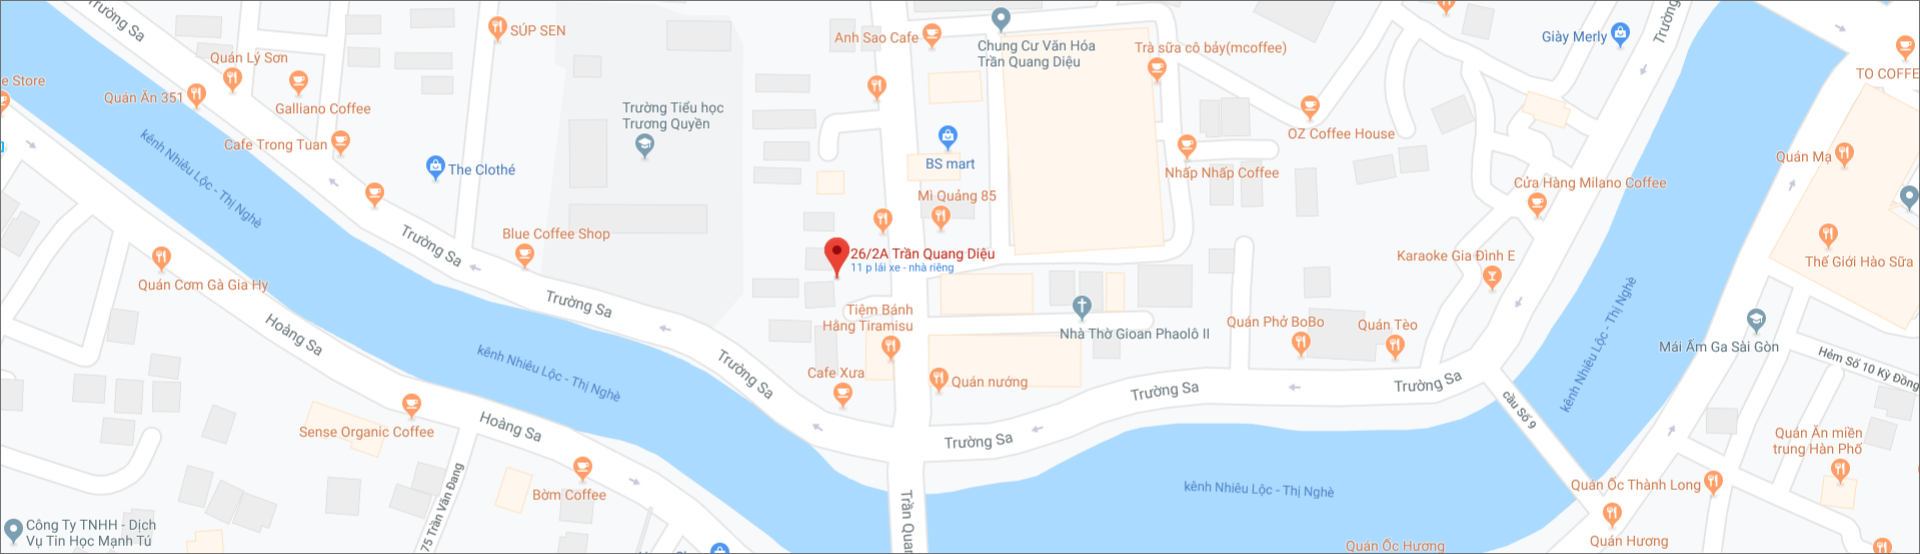 Trường Sa
SÚP SEN
Anh Sao Cafe
Chung Cư Văn Hóa
Trần Quang Diệu
Trà sữa cô bảy(mcoffee)
Giày Merly
Trường
TO COFFE
Quán Lý Sơn
e Store
Quán Ăn 351
Galliano Coffee
Trường Tiểu học
Trương Quyền
OZ Coffee House
kênh Nhiêu Lộc - Thị Nghè
Cafe Trong Tuan
The Clothé
BS mart
Quán Mạ
Nhấp Nhấp Coffee
Cửa Hàng Milano Coffee
Mì Quảng 85
Trường Sa
Blue Coffee Shop
26/2A Trần Quang Diệu
11 p lái xe - nhà riêng
Karaoke Gia Đình E
Thế Giới Hào Sữa
Quán Cơm Gà Gia Hy
Trường Sa
Tiệm Bánh
Hằng Tiramisu
Hoàng Sa
Nhà Thờ Gioan Phaolô II
Quán Phở BoBo
Quán Tèo
kênh Nhiêu Lộc - Thị Nghè
Mái Ấm Ga Sài Gòn
Hẻm Số 10 Kỳ Đồng
kênh Nhiêu Lộc - Thị Nghè
Trường Sa
Cafe Xưa
Quán nướng
Trường Sa
Trường Sa
cầu Số 9
Sense Organic Coffee
Hoàng Sa
Trường Sa
Quán Ăn miền
trung Hàn Phố
75 Trần Văn Đang
Bờm Coffee
Trần Quan
kênh Nhiêu Lộc - Thị Nghè
Quán Ốc Thành Long
Công Ty TNHH - Dịch
Vụ Tin Học Mạnh Tú
Quán Ốc Hương
Quán Hương